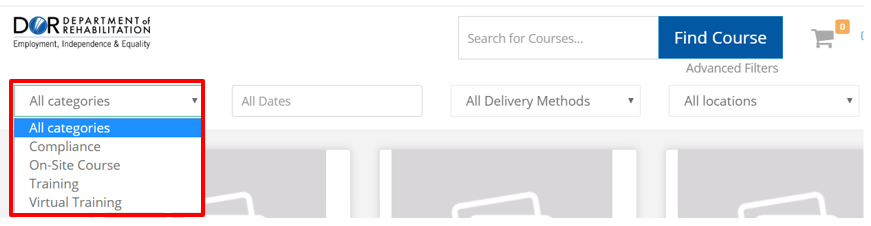 DOR DEPARTMENT of
REHABILITATION
Employment, Independence & Equality
Search for Courses...
Find Course
0
Advanced Filters
All categories
All Dates
All Delivery Methods
All locations
All categories
Compliance
On-Site Course
Training
Virtual Training